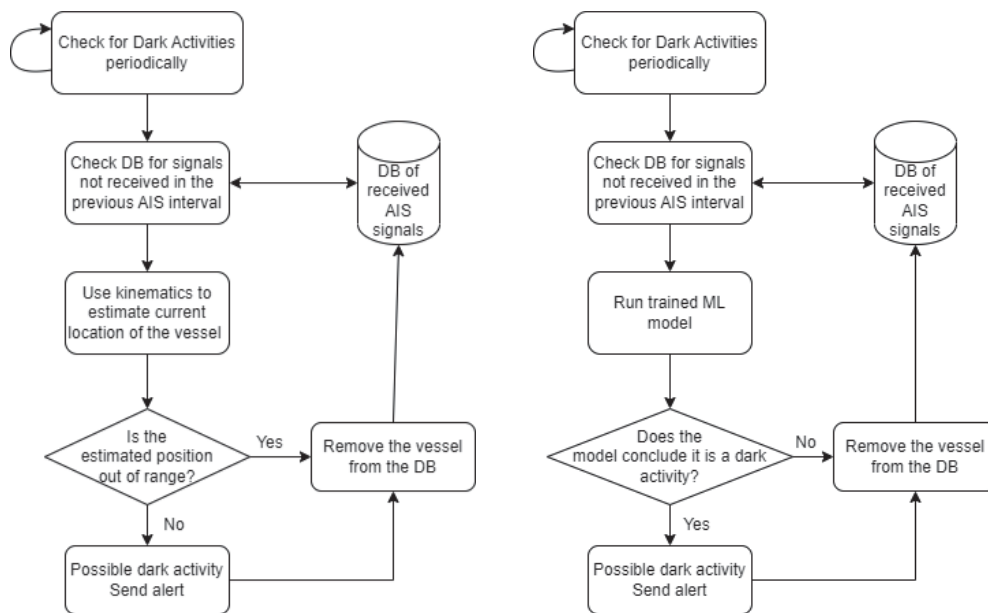 Check for Dark Activities
periodically
Check DB for signals
not received in the
previous AIS interval
DB of
received
AIS
signals
Use kinematics to
estimate current
location of the vessel
Is the
estimated position
out of range?
Yes
Remove the vessel
from the DB
No
Possible dark activity
Send alert
Check for Dark Activities
periodically
Check DB for signals
not received in the
previous AIS interval
DB of
received
AIS
signals
Run trained ML
model
Does the
model conclude it is a dark
activity?
No
Remove the vessel
from the DB
Yes
Possible dark activity
Send alert